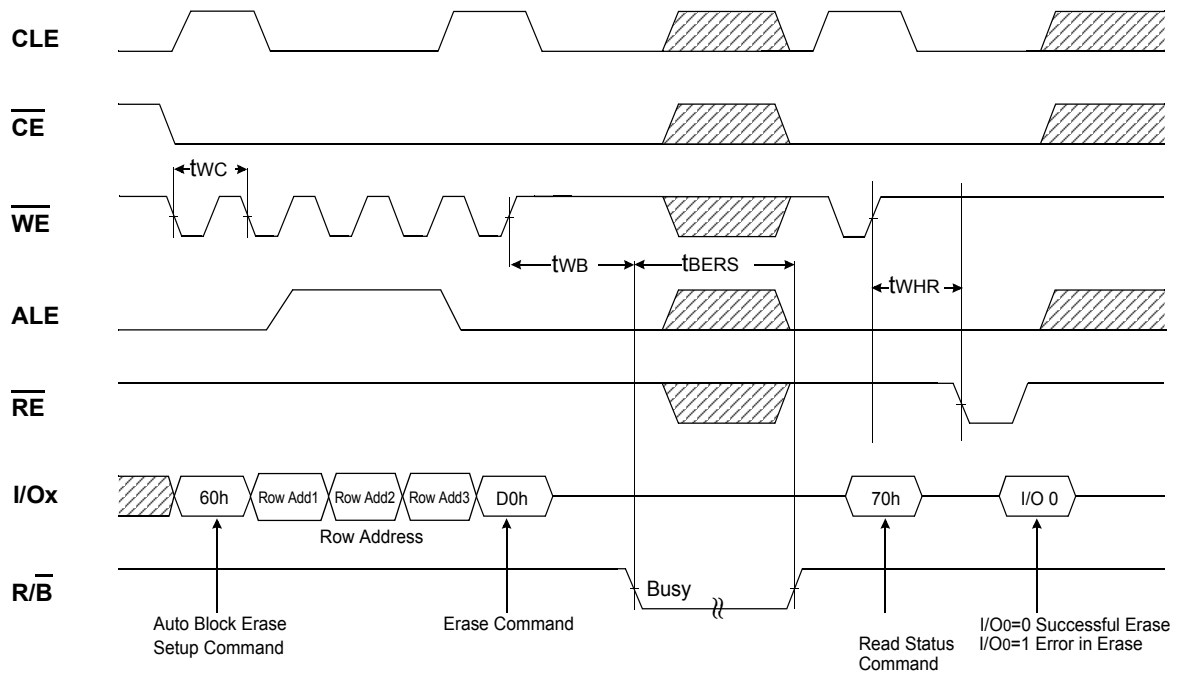 CLE
CE
tWC
WE
tWB
tBERS
tWHR
ALE
RE
I/Ox
60h
Row Add1
Row Add2
Row Add3
D0h
70h
I/O 0
Row Address
R/B
Busy
Auto Block Erase
Setup Command
Erase Command
Read Status
Command
I/O0=0 Successful Erase
I/O0=1 Error in Erase